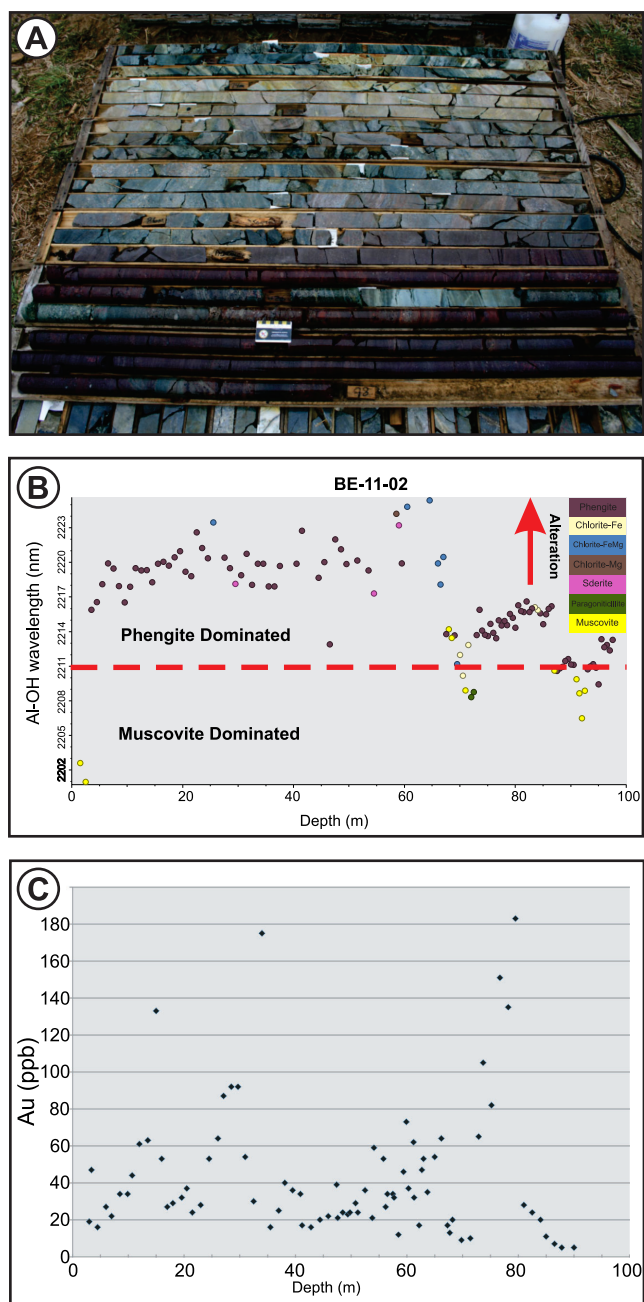 A
93
B
BE-11-02
Al-OH wavelength (nm)
2223
2220
2217
2214
2211
2208
2205
2202
Phengite Dominated
Muscovite Dominated
Alteration
Phengite
Chlorite-Fe
Chlorite-FeMg
Chlorite-Mg
Sderite
Muscovite
0 20 40 60 80 100
Depth (m)
C
Au (ppb)
180
160
140
120
100
80
60
40
20
0
0 20 40 60 80 100
Depth (m)